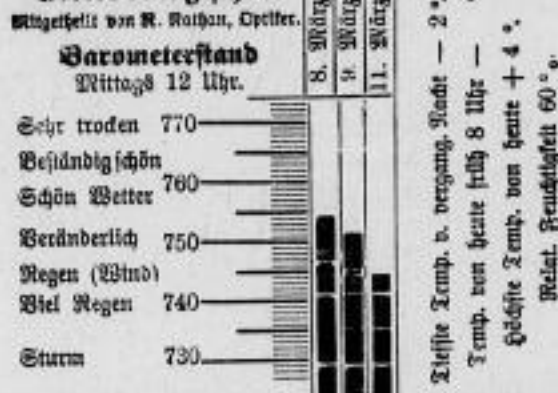 Mitgetheilt von R. Nathan, Optiker.
Barometerstand
Mittags 12 Uhr.
8. März
9. März
11. März
Sehr trocken 770
Beständig schön
760
Schön Wetter
Veränderlich 750
Regen (Wind)
Viel Regen 740
Sturm 730
Tiefste Temp. v. vergang. Nacht — 2°
Temp. von heute früh 8 Uhr —
Höchste Temp. von heute + 4°.
Relat. Feuchtigkeit 60°